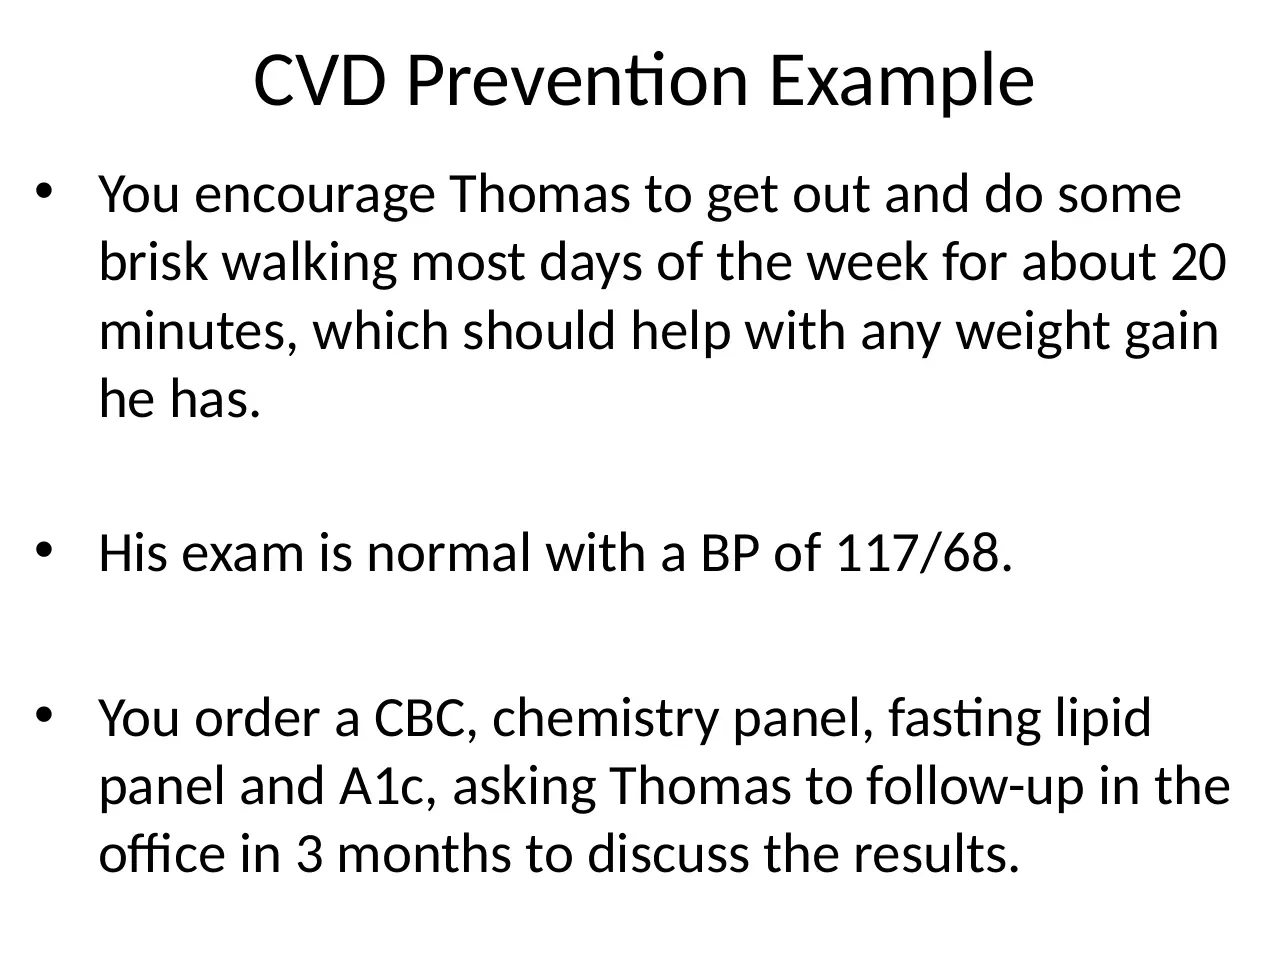 CVD Prevention Example
• You encourage Thomas to get out and do some
brisk walking most days of the week for about 20
minutes, which should help with any weight gain
he has.
• His exam is normal with a BP of 117/68.
• You order a CBC, chemistry panel, fasting lipid
panel and A1c, asking Thomas to follow-up in the
office in 3 months to discuss the results.